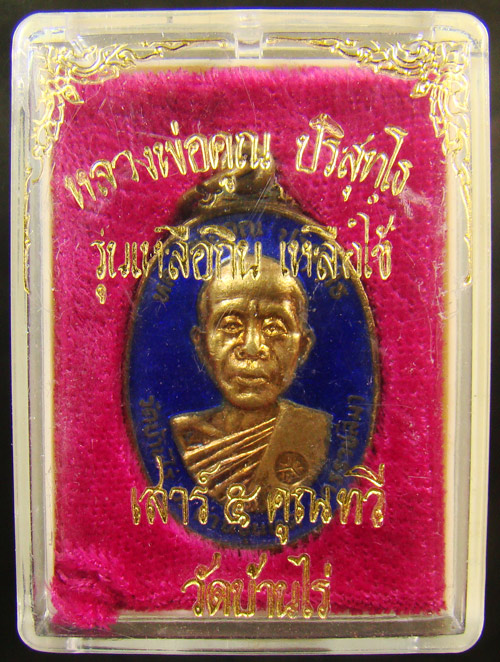 หลวงพ่อคูณ ปริสุทฺโธ
รุ่นเหลือกิน เหลือใช้
เสาร์ ๕ คูณทวี
วัดบ้านไร่